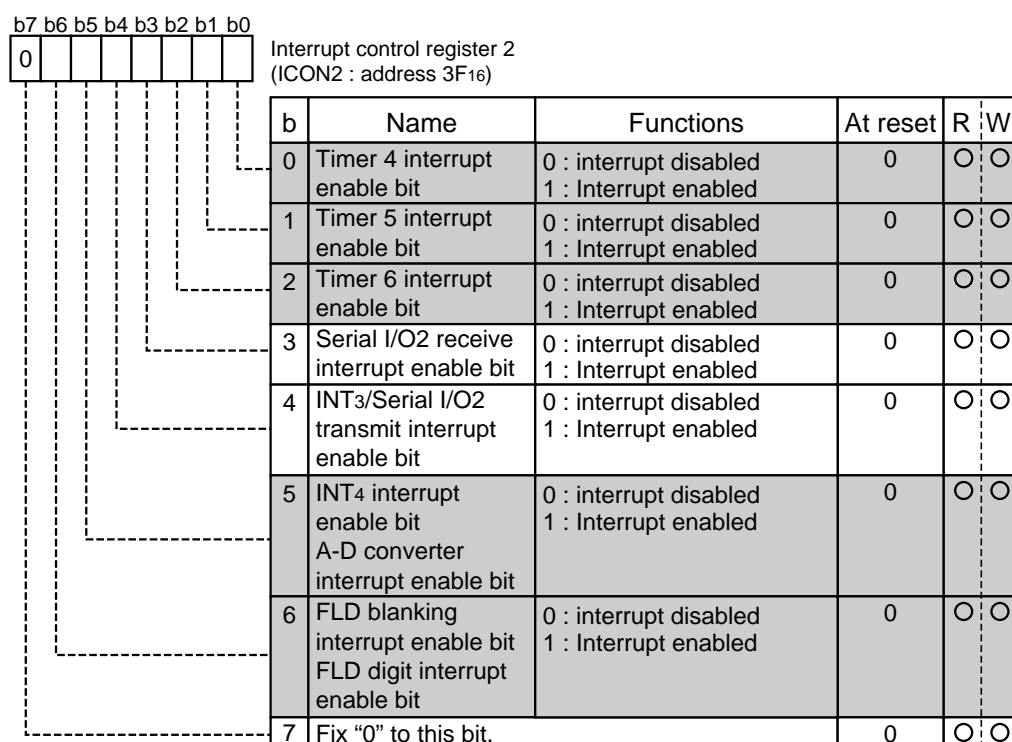 b7 b6 b5 b4 b3 b2 b1 b0
0
Interrupt control register 2
(ICON2 : address 3F16)
b Name Functions At reset R W
0 Timer 4 interrupt enable bit 0 : interrupt disabled 0 ○ ○
1 : Interrupt enabled
1 Timer 5 interrupt enable bit 0 : interrupt disabled 0 ○ ○
1 : Interrupt enabled
2 Timer 6 interrupt enable bit 0 : interrupt disabled 0 ○ ○
1 : Interrupt enabled
3 Serial I/O2 receive interrupt enable bit 0 : interrupt disabled 0 ○ ○
1 : Interrupt enabled
4 INT3/Serial I/O2 transmit interrupt enable bit 0 : interrupt disabled 0 ○ ○
1 : Interrupt enabled
5 INT4 interrupt enable bit A-D converter interrupt enable bit 0 : interrupt disabled 0 ○ ○
1 : Interrupt enabled
6 FLD blanking interrupt enable bit FLD digit interrupt enable bit 0 : interrupt disabled 0 ○ ○
1 : Interrupt enabled
7 Fix “0” to this bit. 0 ○ ○